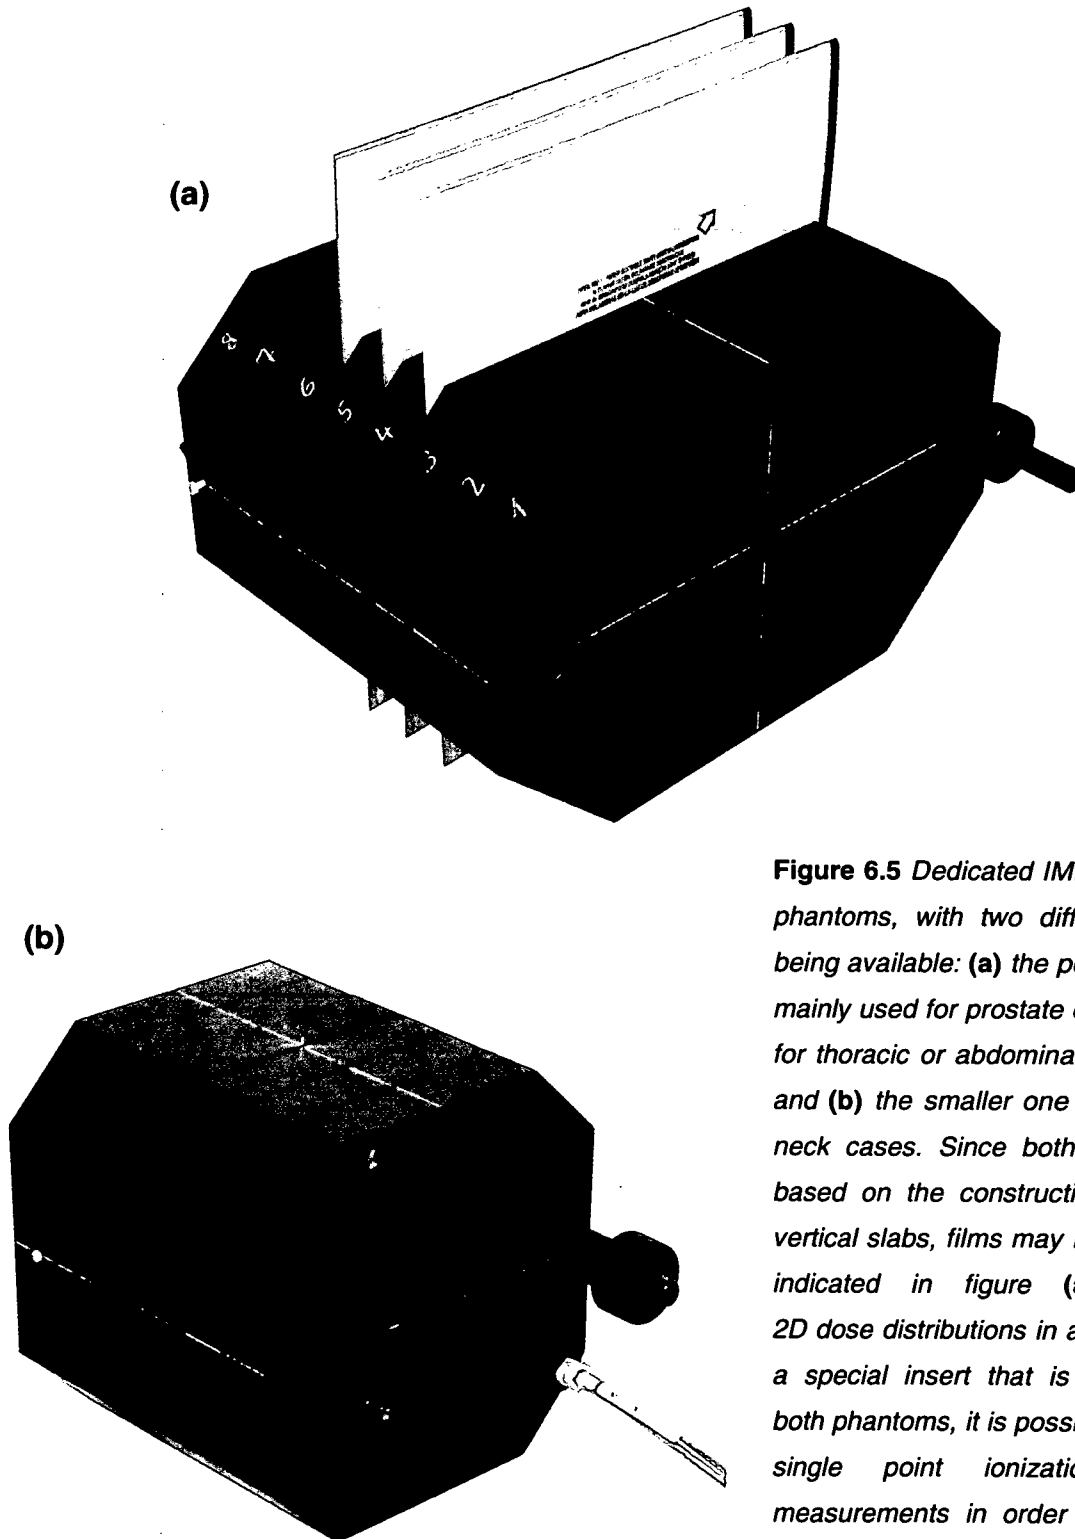 (a)
8
7
6
5
4
3
2
1
Figure 6.5 Dedicated IM
phantoms, with two diff
being available: (a) the p
mainly used for prostate
for thoracic or abdomina
and (b) the smaller one
neck cases. Since both
based on the constructi
vertical slabs, films may
indicated in figure (
2D dose distributions in a
a special insert that is
both phantoms, it is possi
single point ionizatio
measurements in order
(b)